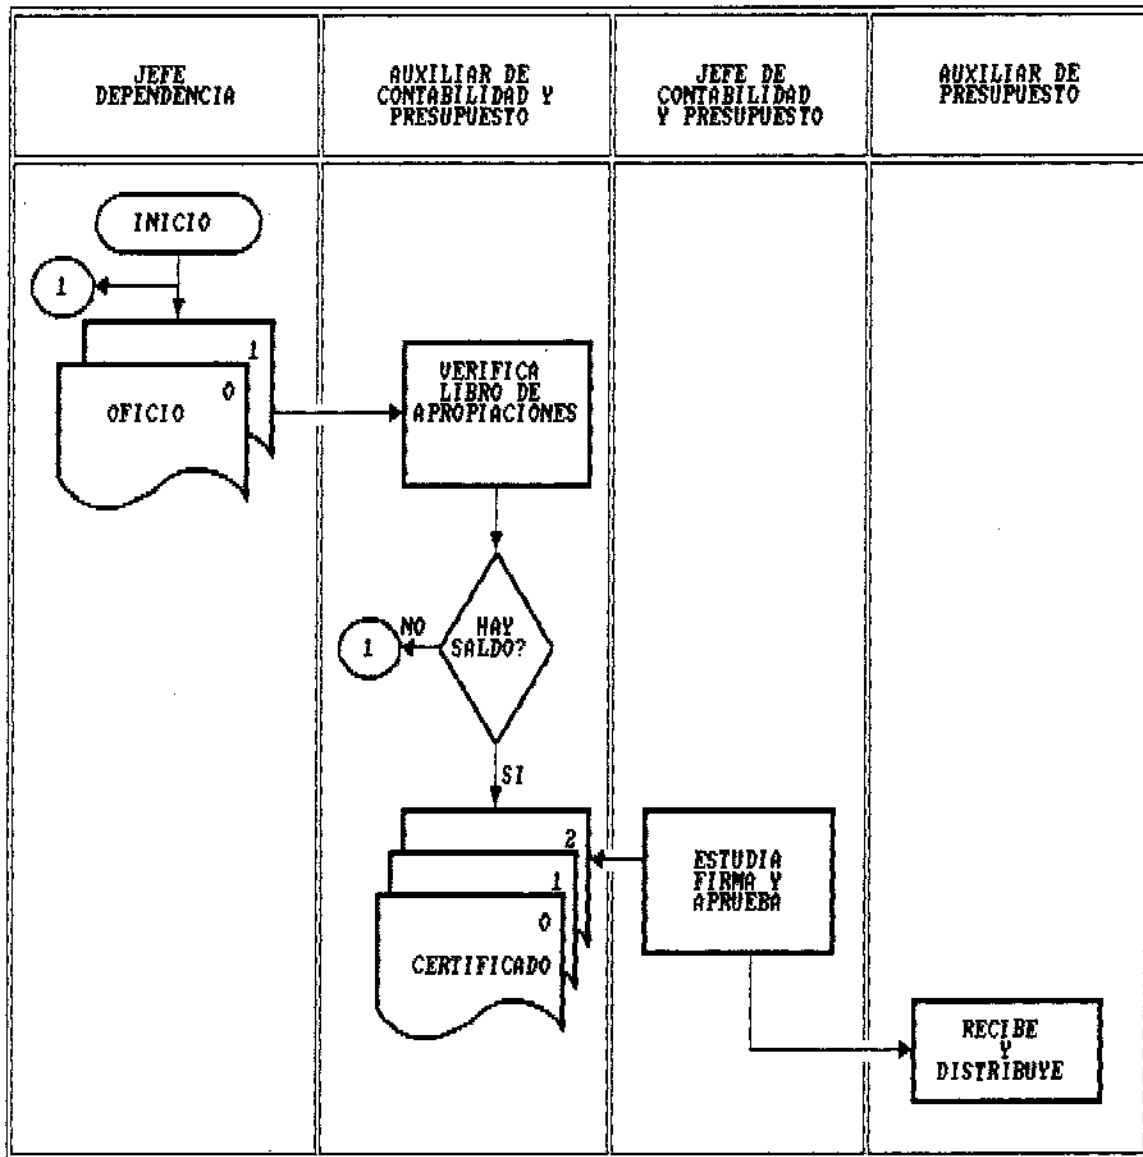 JEFE
DEPENDENCIA
AUXILIAR DE
CONTABILIDAD Y
PRESUPUESTO
JEFE DE
CONTABILIDAD
Y PRESUPUESTO
AUXILIAR DE
PRESUPUESTO
INICIO
1
1
0
OFICIO
VERIFICA
LIBRO DE
APROPIACIONES
HAY
SALDO?
NO
1
SI
2
1
0
CERTIFICADO
ESTUDIA
FIRMA Y
APRUEBA
RECIBE
Y
DISTRIBUYE